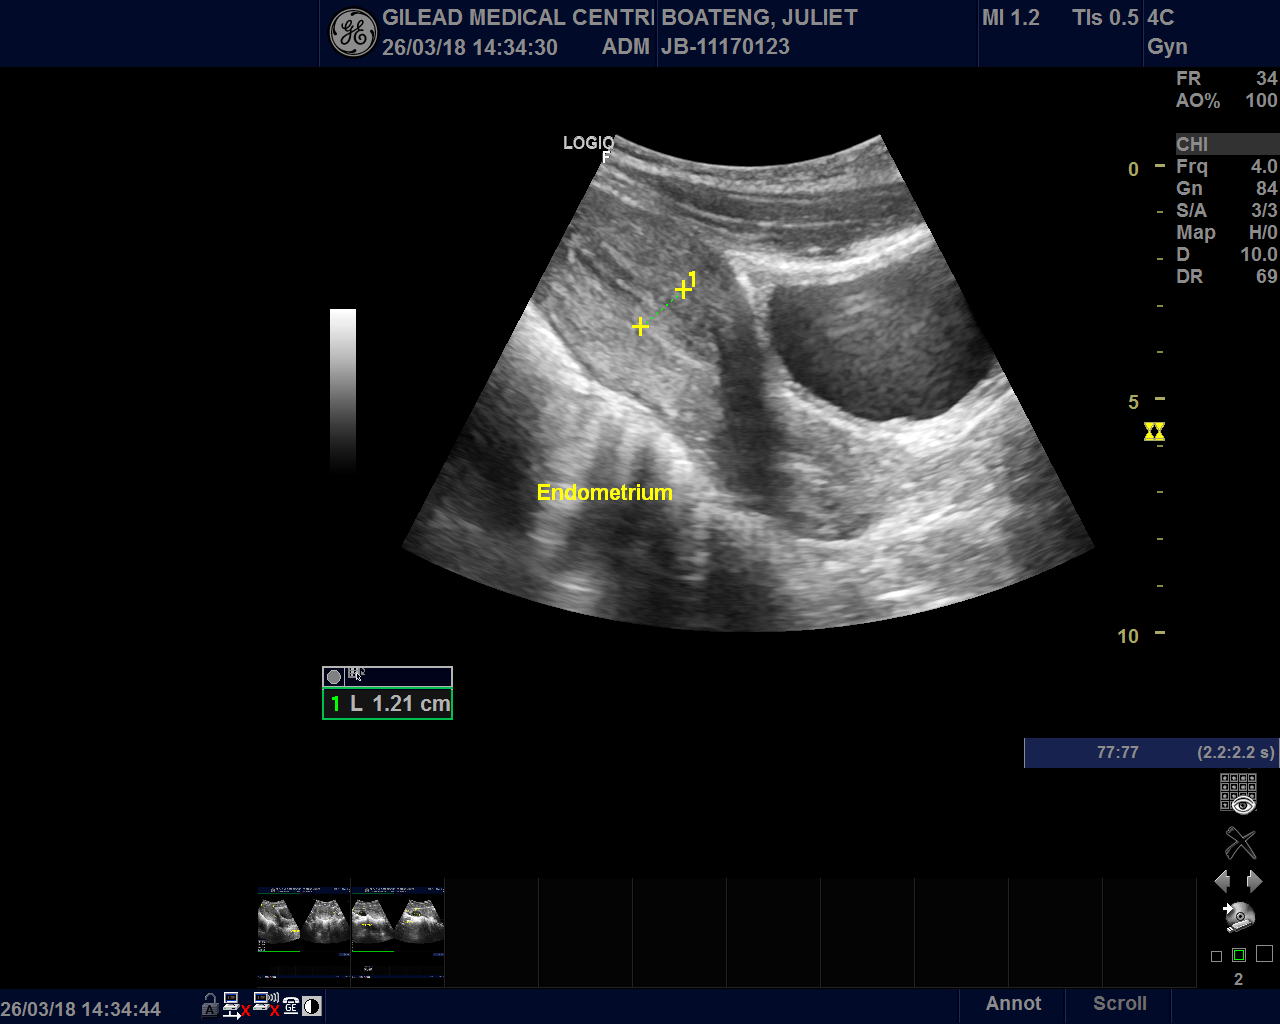 GILEAD MEDICAL CENTRE BOATENG, JULIET MI 1.2 TIs 0.5 4C
26/03/18 14:34:30 ADM JB-11170123 Gyn
FR 34
AO% 100
CHI
Frq 4.0
Gn 84
S/A 3/3
Map H/0
D 10.0
DR 69
LOGIQ
F
0
1
5
Endometrium
10
1 L 1.21 cm
77:77 (2.2:2.2 s)
2
26/03/18 14:34:44 Annot Scroll